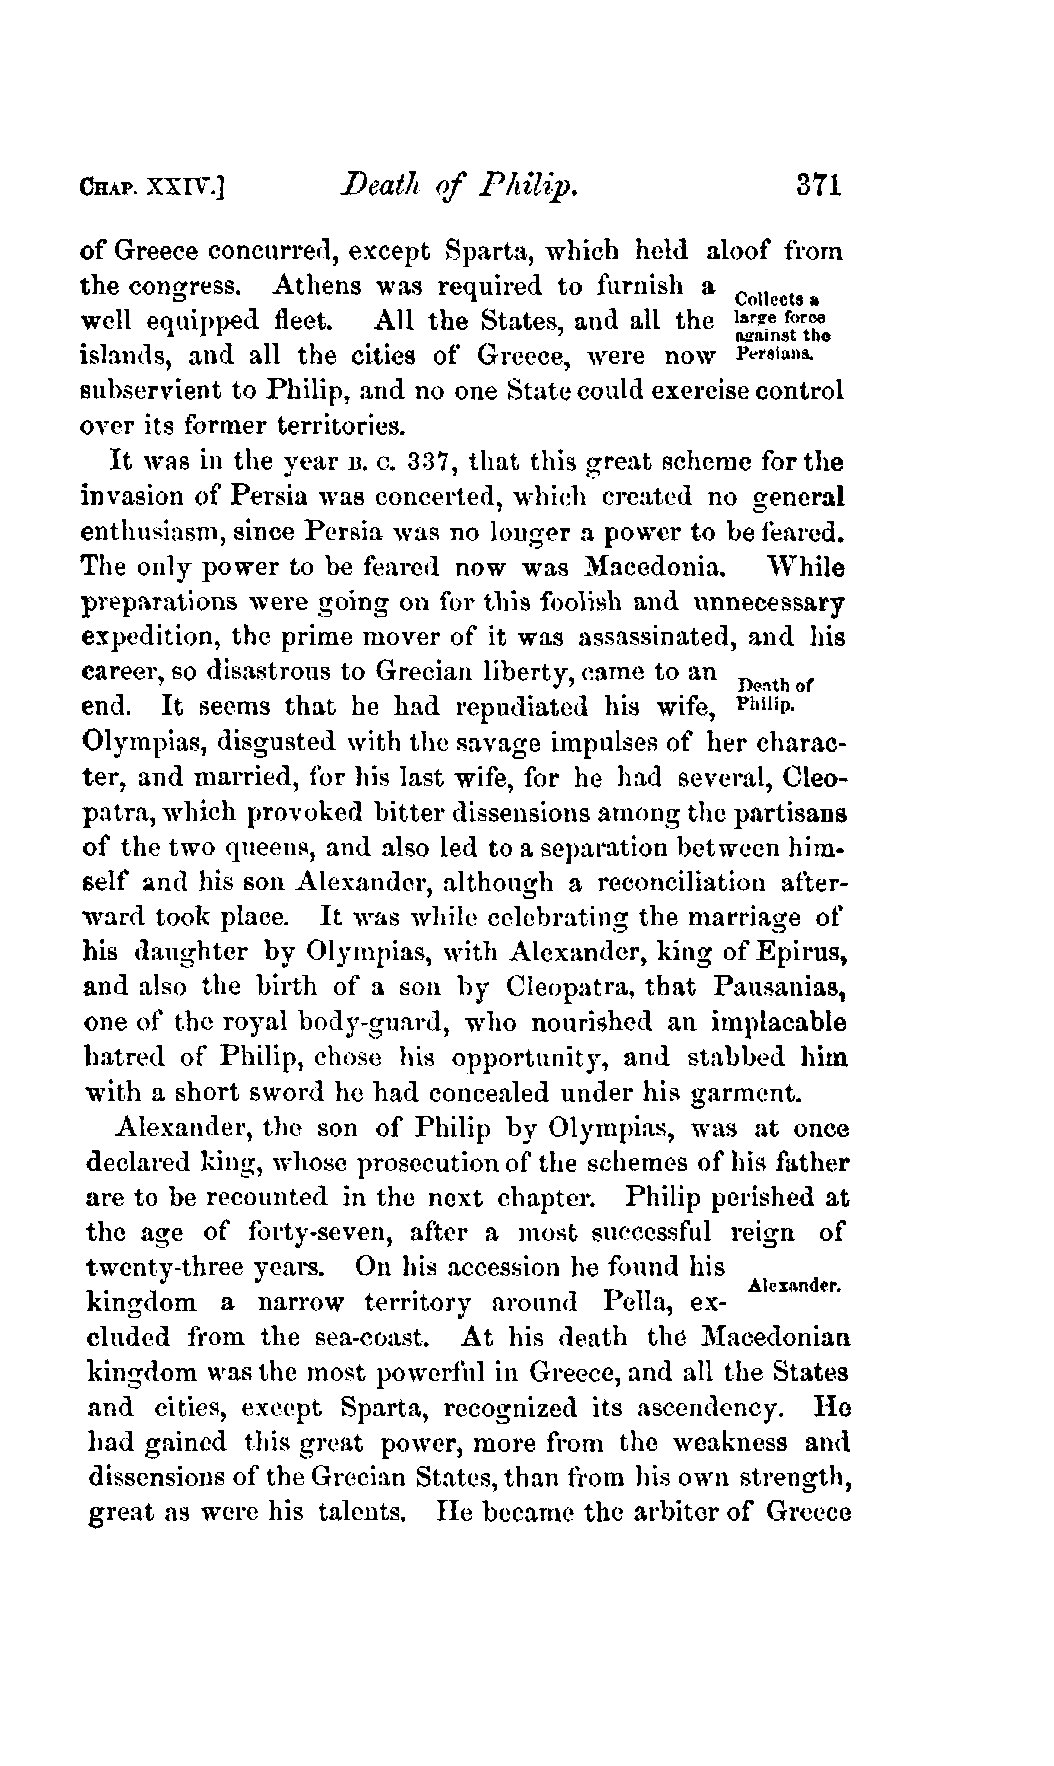 CHAP. XXIV.] Death of Philip. 371
of Greece concurred, except Sparta, which held aloof from
the congress. Athens was required to furnish a
Collects a
well equipped fleet. All the States, and all the large force
against the
islands, and all the cities of Greece, were now Persians.
subservient to Philip, and no one State could exercise control
over its former territories.
It was in the year B. C. 337, that this great scheme for the
invasion of Persia was concerted, which created no general
enthusiasm, since Persia was no longer a power to be feared.
The only power to be feared now was Macedonia. While
preparations were going on for this foolish and unnecessary
expedition, the prime mover of it was assassinated, and his
career, so disastrous to Grecian liberty, came to an
Death of
end. It seems that he had repudiated his wife, Philip.
Olympias, disgusted with the savage impulses of her charac-
ter, and married, for his last wife, for he had several, Cleo-
patra, which provoked bitter dissensions among the partisans
of the two queens, and also led to a separation between him-
self and his son Alexander, although a reconciliation after-
ward took place. It was while celebrating the marriage of
his daughter by Olympias, with Alexander, king of Epirus,
and also the birth of a son by Cleopatra, that Pausanias,
one of the royal body-guard, who nourished an implacable
hatred of Philip, chose his opportunity, and stabbed him
with a short sword he had concealed under his garment.
Alexander, the son of Philip by Olympias, was at once
declared king, whose prosecution of the schemes of his father
are to be recounted in the next chapter. Philip perished at
the age of forty-seven, after a most successful reign of
twenty-three years. On his accession he found his
Alexander.
kingdom a narrow territory around Pella, ex-
cluded from the sea-coast. At his death the Macedonian
kingdom was the most powerful in Greece, and all the States
and cities, except Sparta, recognized its ascendency. He
had gained this great power, more from the weakness and
dissensions of the Grecian States, than from his own strength,
great as were his talents. He became the arbiter of Greece